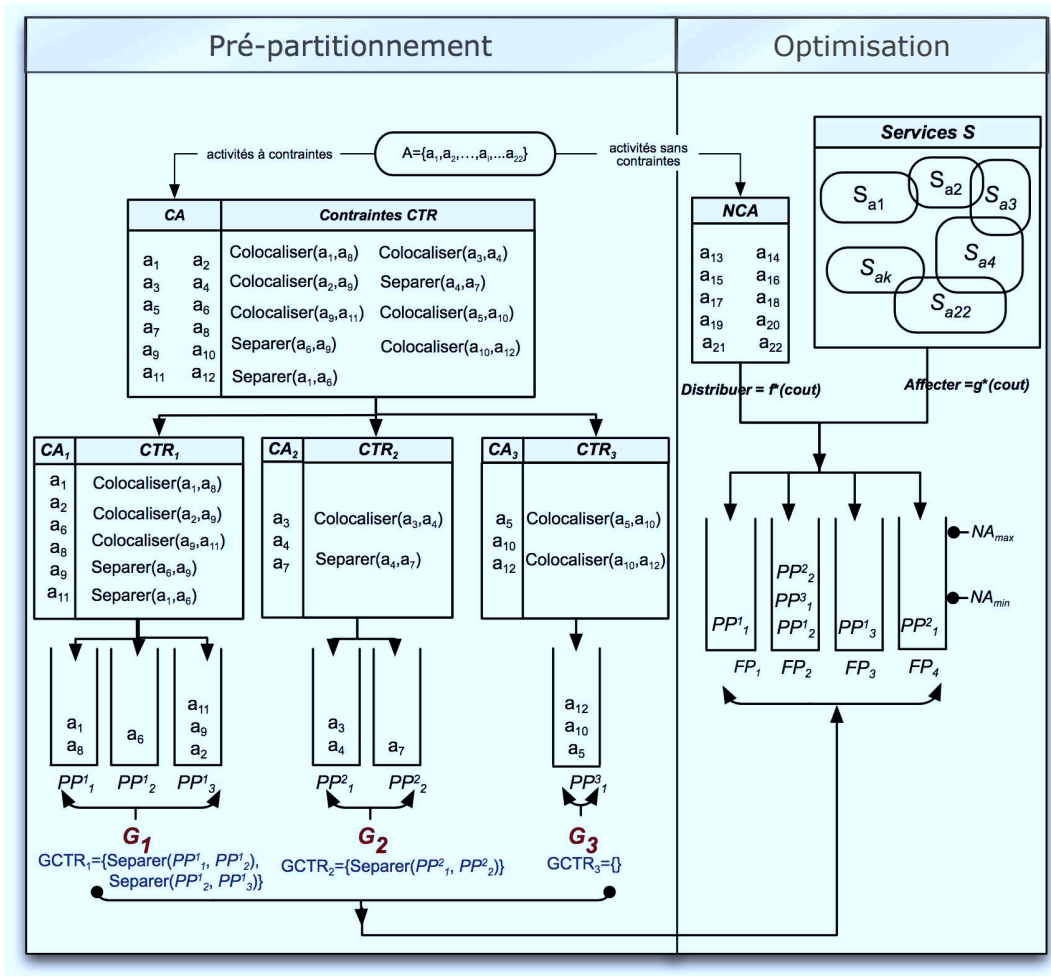 Pré-partitionnement
Optimisation
activités à contraintes
A={a₁,a₂,…,aᵢ,...a₂₂}
activités sans
contraintes
CA
Contraintes CTR
a₁ a₂
a₃ a₄
a₅ a₆
a₇ a₈
a₉ a₁₀
a₁₁ a₁₂
Colocaliser(a₁,a₈) Colocaliser(a₃,a₄)
Colocaliser(a₂,a₉) Separer(a₄,a₇)
Colocaliser(a₉,a₁₁) Colocaliser(a₅,a₁₀)
Separer(a₆,a₉) Colocaliser(a₁₀,a₁₂)
Separer(a₁,a₆)
NCA
a₁₃ a₁₄
a₁₅ a₁₆
a₁₇ a₁₈
a₁₉ a₂₀
a₂₁ a₂₂
Services S
Sa1
Sa2
Sa3
Sak
Sa4
Sa22
Distribuer = f*(cout)
Affecter =g*(cout)
CA₁
CTR₁
a₁
a₂
a₆
a₈
a₉
a₁₁
Colocaliser(a₁,a₈)
Colocaliser(a₂,a₉)
Colocaliser(a₉,a₁₁)
Separer(a₆,a₉)
Separer(a₁,a₆)
CA₂
CTR₂
a₃
a₄
a₇
Colocaliser(a₃,a₄)
Separer(a₄,a₇)
CA₃
CTR₃
a₅
a₁₀
a₁₂
Colocaliser(a₅,a₁₀)
Colocaliser(a₁₀,a₁₂)
a₁
a₈
a₆
a₁₁
a₉
a₂
PP¹₁ PP¹₂ PP¹₃
a₃
a₄
a₇
PP²₁ PP²₂
a₁₂
a₁₀
a₅
PP³₁
G₁
GCTR₁={Separer(PP¹₁, PP¹₂),
Separer(PP¹₂, PP¹₃)}
G₂
GCTR₂={Separer(PP²₁, PP²₂)}
G₃
GCTR₃={}
PP¹₁
PP²₂
PP³₁
PP¹₂
PP¹₃
PP²₁
NAmax
NAmin
FP₁ FP₂ FP₃ FP₄